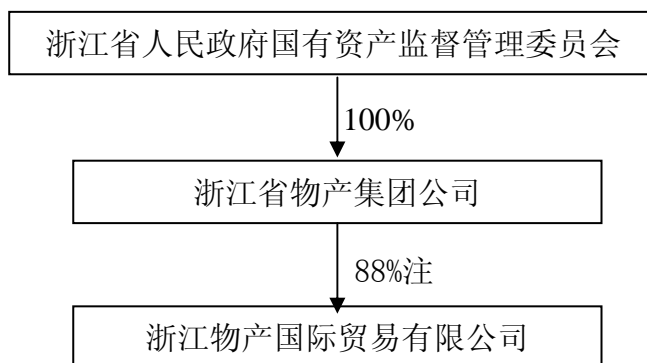 浙江省人民政府国有资产监督管理委员会
100%
浙江省物产集团公司
88%注
浙江物产国际贸易有限公司